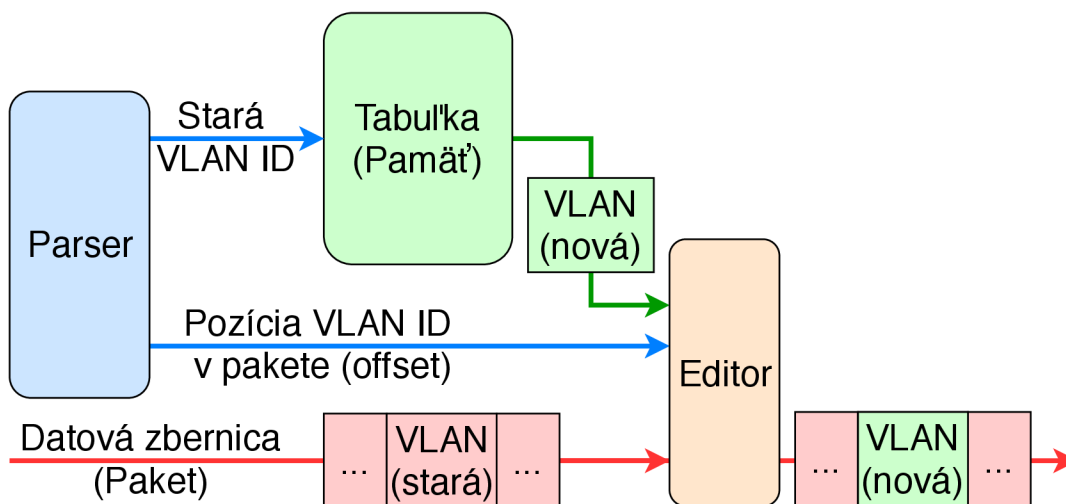 Stará
VLAN ID
Tabuľka
(Pamäť)
Parser
VLAN
(nová)
Pozícia VLAN ID
v pakete (offset)
Editor
Datová zbernica
(Paket)
...
VLAN
(stará)
...
...
VLAN
(nová)
...